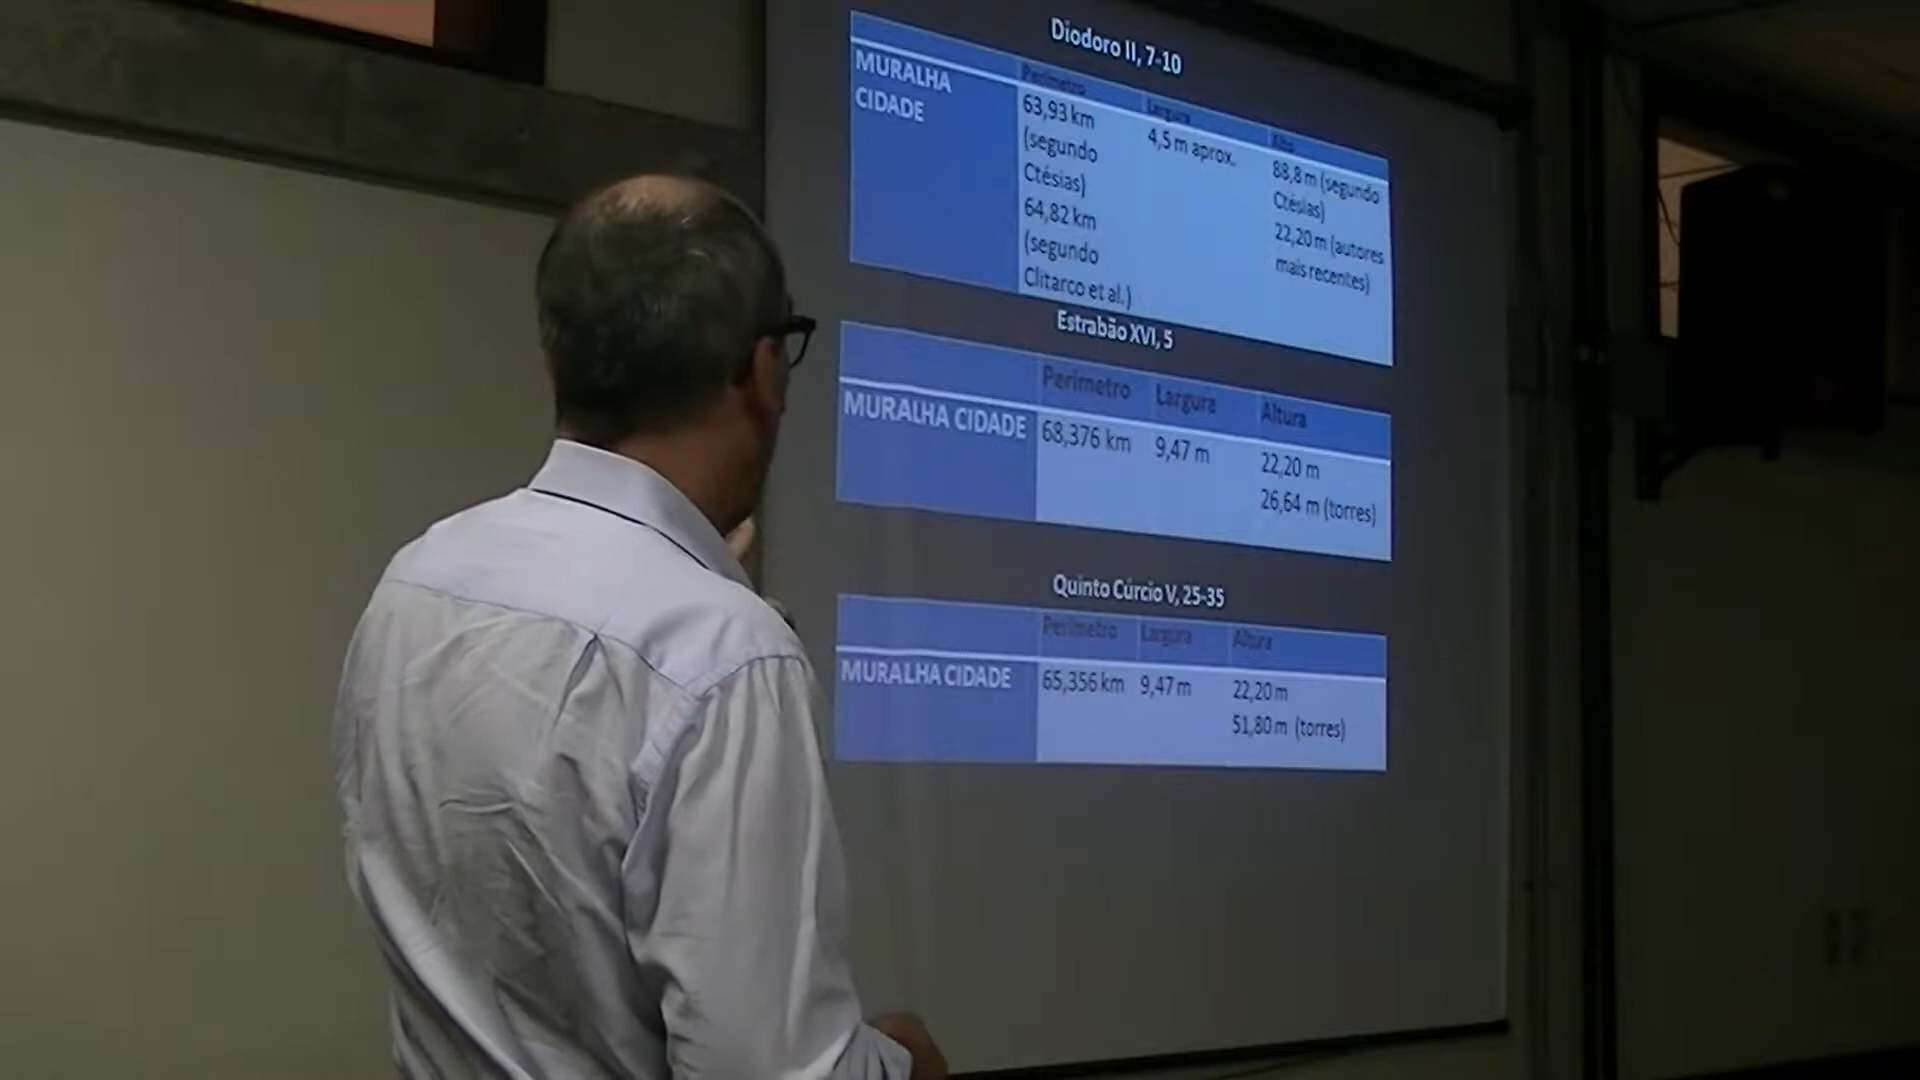 Diodoro II, 7-10
Perímetro Largura Alto
MURALHA
CIDADE
63,93 km
(segundo
Ctésias)
64,82 km
(segundo
Clitarco et al.)
4,5 m aprox.
88,8 m (segundo
Ctésias)
22,20 m (autores
mais recentes)
Estrabão XVI, 5
Perímetro Largura Altura
MURALHA CIDADE 68,376 km 9,47 m 22,20 m
26,64 m (torres)
Quinto Cúrcio V, 25-35
Perímetro Largura Altura
MURALHA CIDADE 65,356 km 9,47 m 22,20 m
51,80 m (torres)